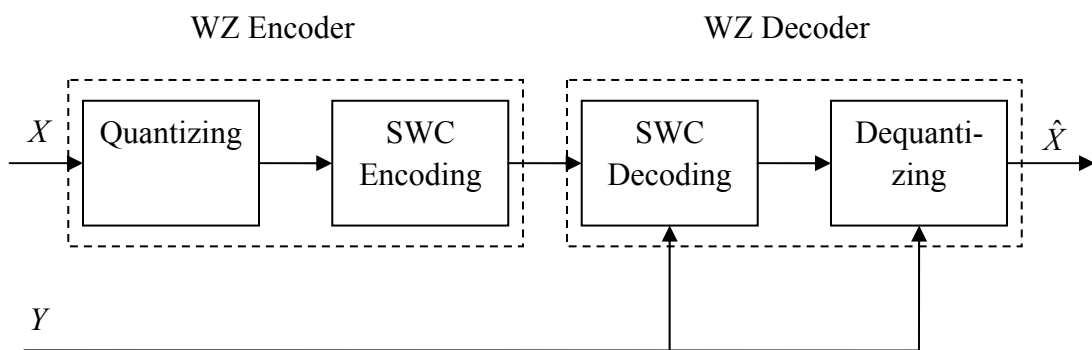 WZ Encoder
WZ Decoder
X
Quantizing
SWC
Encoding
SWC
Decoding
Dequanti-
zing
X̂
Y